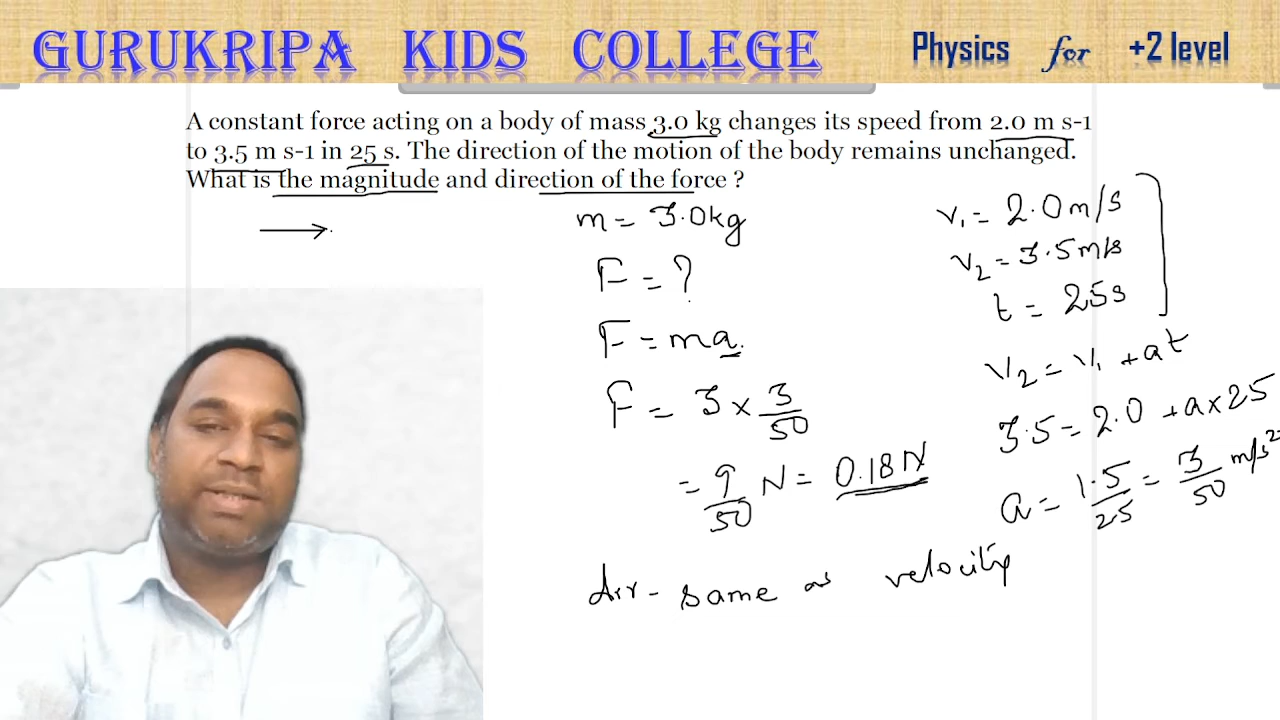 GURUKRIPA KIDS COLLEGE
Physics for +2 level
A constant force acting on a body of mass 3.0 kg changes its speed from 2.0 m s-1
to 3.5 m s-1 in 25 s. The direction of the motion of the body remains unchanged.
What is the magnitude and direction of the force ?
m = 3.0kg
F = ?
F = ma.
F = 3 × 3/50
= 9/50 N = 0.18N
dir - same as velocity
v₁ = 2.0m/s
v₂ = 3.5m/s
t = 25s
v₂ = v₁ + at
3.5 = 2.0 + a×25
a = 1.5/25 = 3/50 m/s²